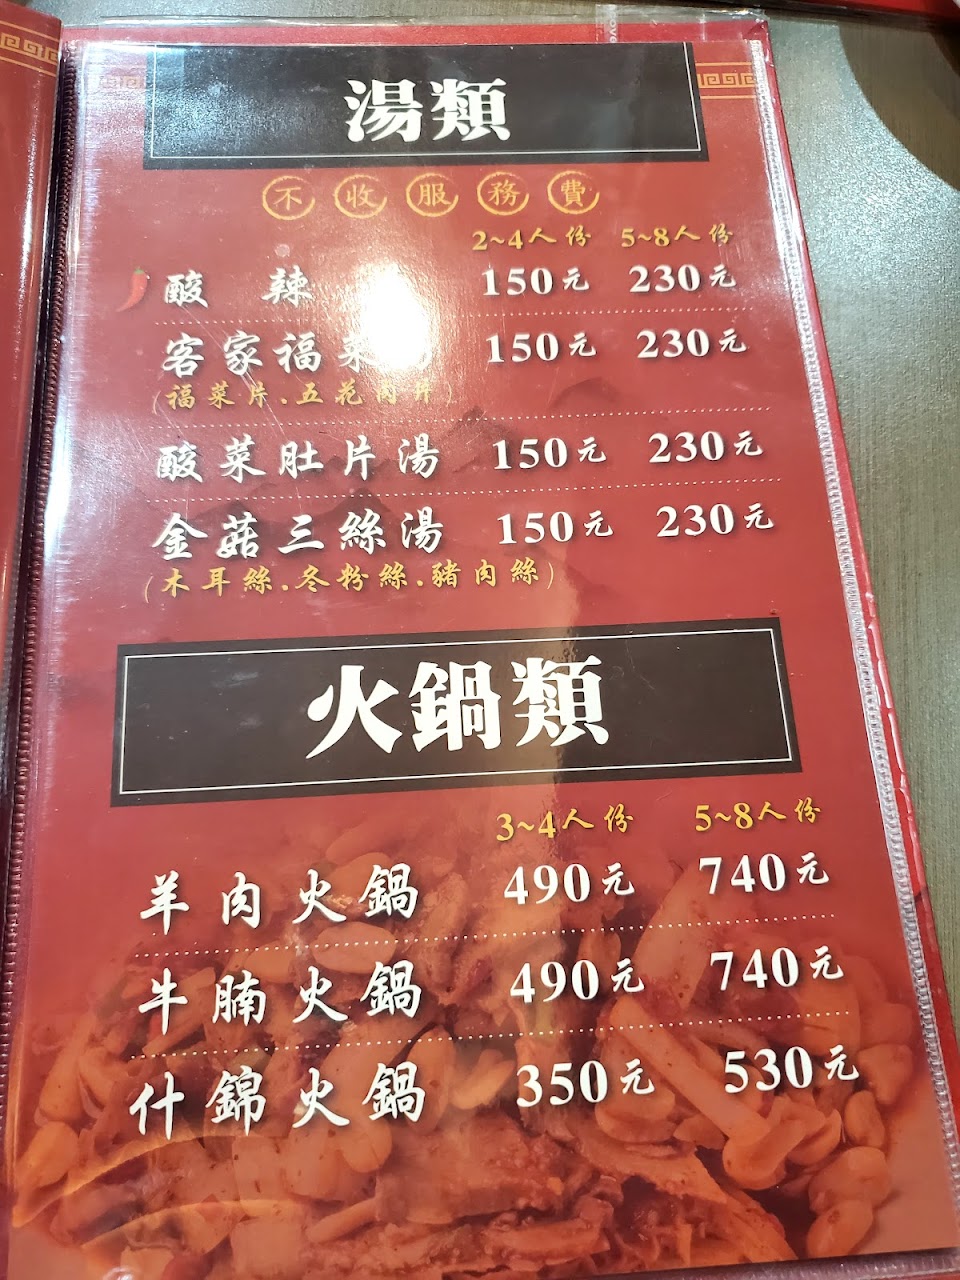 湯類
不收服務費
2~4人份 5~8人份
酸辣 150元 230元
客家福菜 150元 230元
(福菜片.五花肉片)
酸菜肚片湯 150元 230元
金菇三絲湯 150元 230元
(木耳絲.冬粉絲.豬肉絲)
火鍋類
3~4人份 5~8人份
羊肉火鍋 490元 740元
牛腩火鍋 490元 740元
什錦火鍋 350元 530元